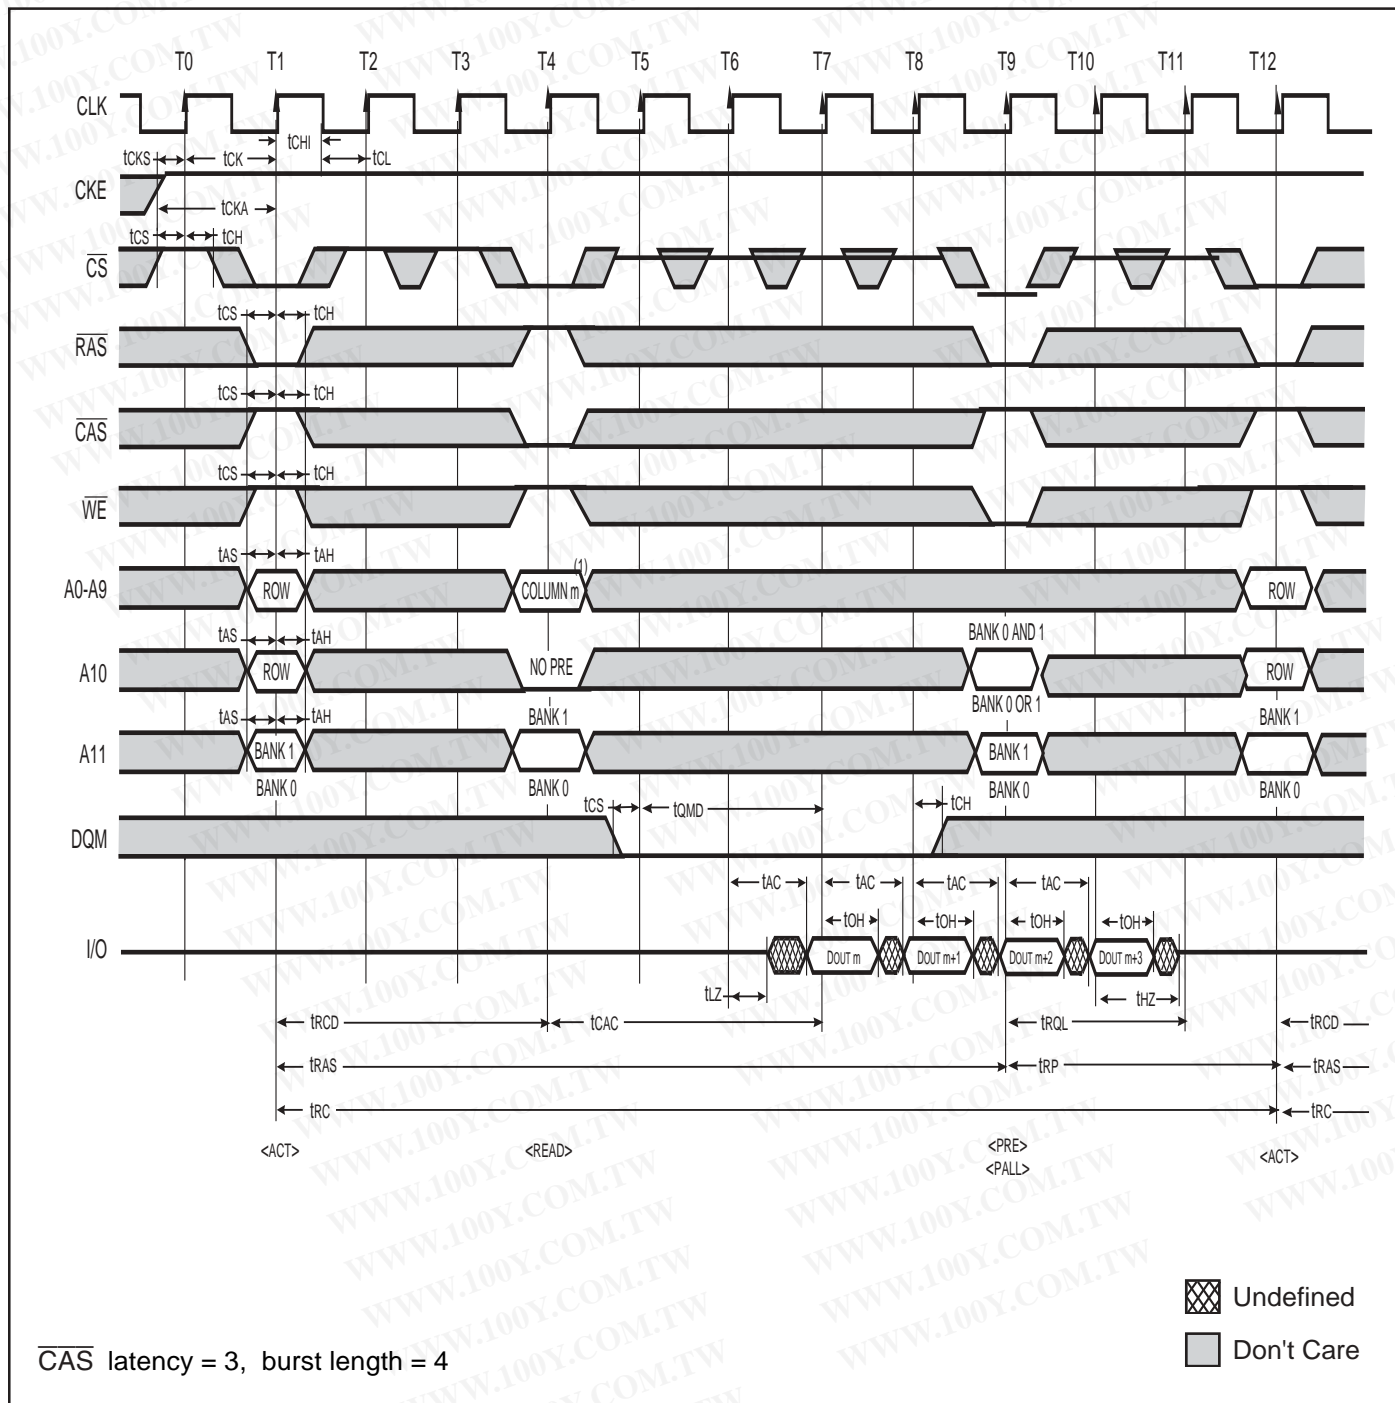 T0 T1 T2 T3 T4 T5 T6 T7 T8 T9 T10 T11 T12
CLK
tCHI
tCKS tCK tCL
CKE
tCKA
tCS tCH
CS
tCS tCH
RAS
tCS tCH
CAS
tCS tCH
WE
tAS tAH
(1)
A0-A9 ROW COLUMN m ROW
tAS tAH BANK 0 AND 1
A10 ROW NO PRE ROW
BANK 0 OR 1
tAS tAH BANK 1 BANK 1
A11 BANK 1 BANK 1
BANK 0 BANK 0 BANK 0 BANK 0
tCS tQMD tCH
DQM
tAC tAC tAC tAC
tOH tOH tOH tOH
I/O DOUT m DOUT m+1 DOUT m+2 DOUT m+3
tLZ tHZ
tRCD tCAC tRQL tRCD
tRAS tRP tRAS
tRC tRC
<ACT> <READ> <PRE> <ACT>
<PALL>
Undefined
Don't Care
CAS latency = 3, burst length = 4
WWW.100Y.COM.TW